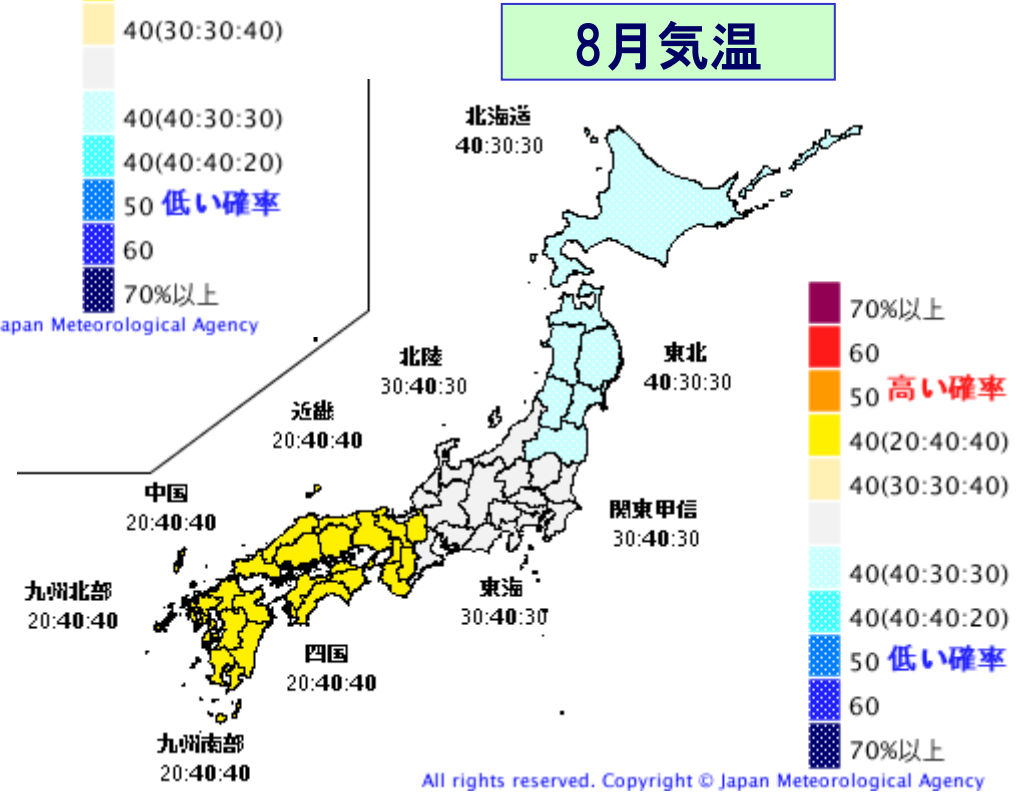 40(30:30:40)
40(40:30:30)
40(40:40:20)
50 低い確率
60
70%以上
apan Meteorological Agency
8月気温
北海道
40:30:30
北陸
30:40:30
東北
40:30:30
近畿
20:40:40
中国
20:40:40
関東甲信
30:40:30
九州北部
20:40:40
東海
30:40:30
四国
20:40:40
九州南部
20:40:40
70%以上
60
50 高い確率
40(20:40:40)
40(30:30:40)
40(40:30:30)
40(40:40:20)
50 低い確率
60
70%以上
All rights reserved. Copyright © Japan Meteorological Agency